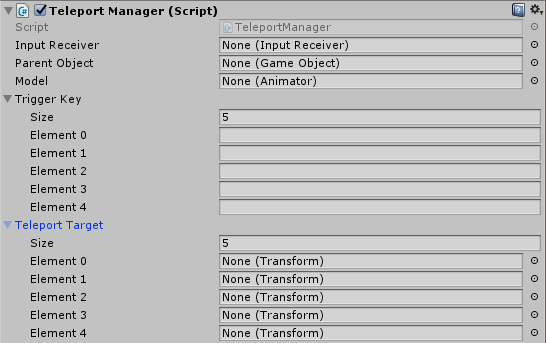 Teleport Manager (Script)
Script TeleportManager
Input Receiver None (Input Receiver)
Parent Object None (Game Object)
Model None (Animator)
Trigger Key
Size 5
Element 0
Element 1
Element 2
Element 3
Element 4
Teleport Target
Size 5
Element 0 None (Transform)
Element 1 None (Transform)
Element 2 None (Transform)
Element 3 None (Transform)
Element 4 None (Transform)